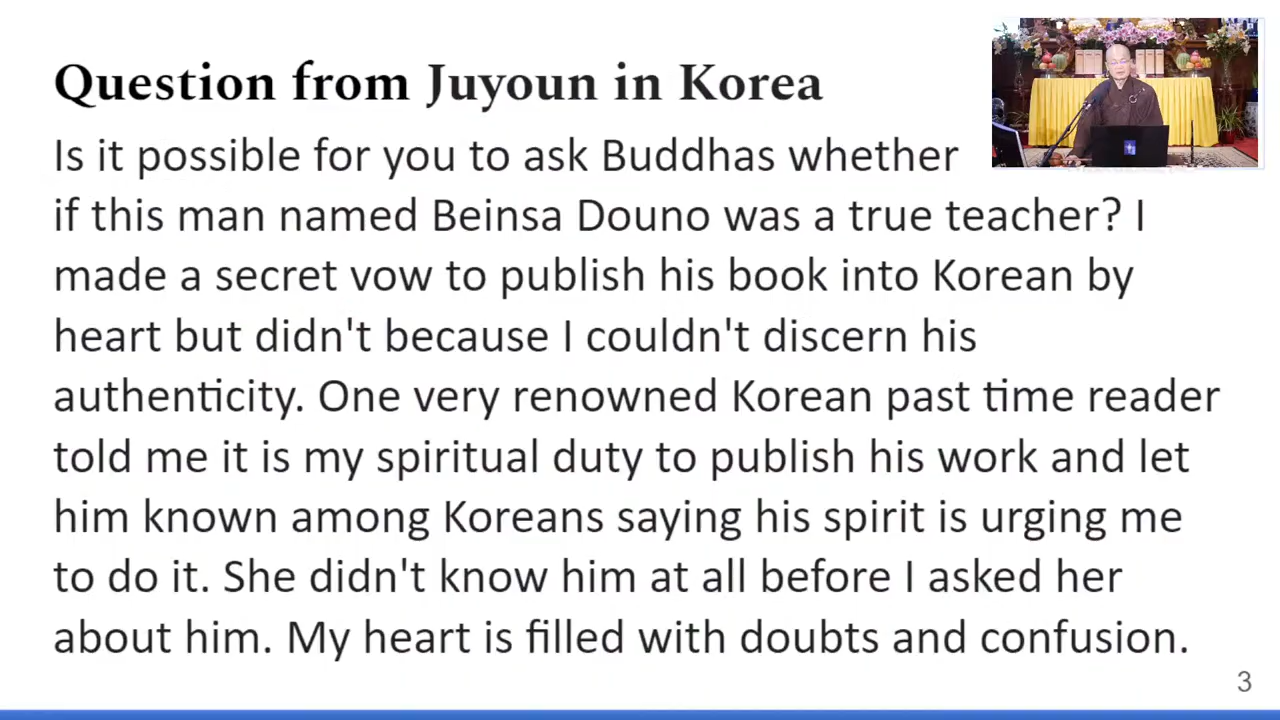 Question from Juyoun in Korea
Is it possible for you to ask Buddhas whether
if this man named Beinsa Douno was a true teacher? I
made a secret vow to publish his book into Korean by
heart but didn't because I couldn't discern his
authenticity. One very renowned Korean past time reader
told me it is my spiritual duty to publish his work and let
him known among Koreans saying his spirit is urging me
to do it. She didn't know him at all before I asked her
about him. My heart is filled with doubts and confusion.
3